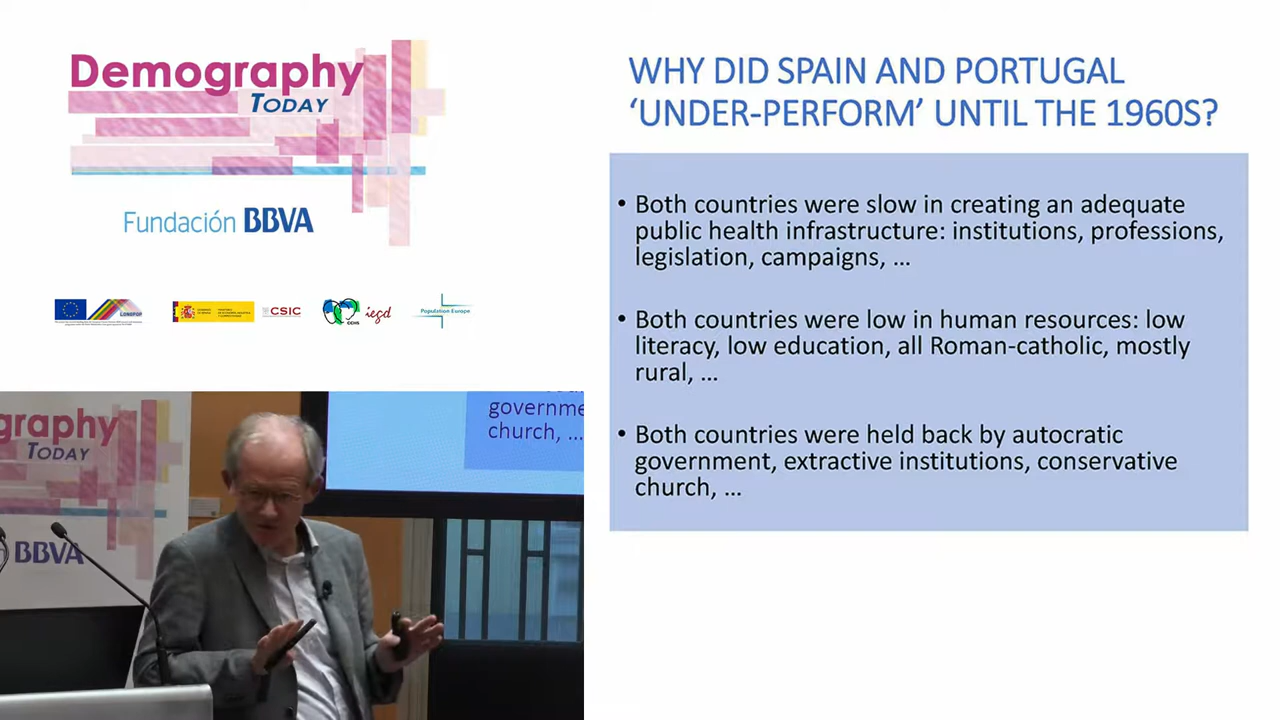 Demography
TODAY
Fundación BBVA
LONGPOP
CSIC
CCHS
iegd
Population Europe
WHY DID SPAIN AND PORTUGAL
‘UNDER-PERFORM’ UNTIL THE 1960S?
• Both countries were slow in creating an adequate
public health infrastructure: institutions, professions,
legislation, campaigns, ...
• Both countries were low in human resources: low
literacy, low education, all Roman-catholic, mostly
rural, ...
• Both countries were held back by autocratic
government, extractive institutions, conservative
church, ...
governme
church, ...
graphy
TODAY
BBVA